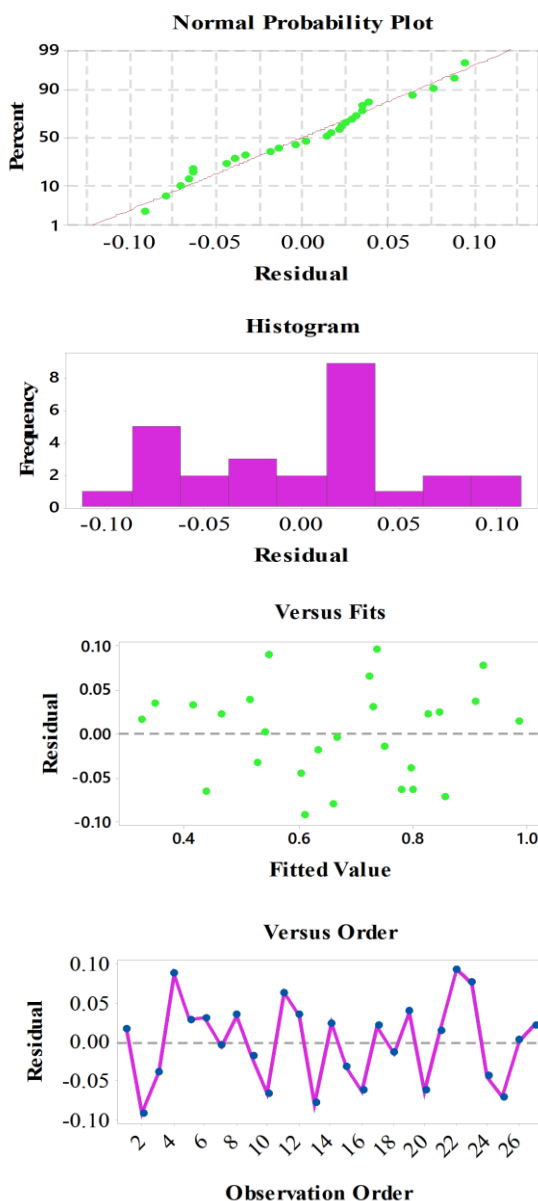 Normal Probability Plot
99
90
50
10
1
Percent
-0.10 -0.05 0.00 0.05 0.10
Residual
Histogram
8
6
4
2
0
Frequency
-0.10 -0.05 0.00 0.05 0.10
Residual
Versus Fits
0.10
0.05
0.00
-0.05
-0.10
Residual
0.4 0.6 0.8 1.0
Fitted Value
Versus Order
0.10
0.05
0.00
-0.05
-0.10
Residual
2 4 6 8 10 12 14 16 18 20 22 24 26
Observation Order